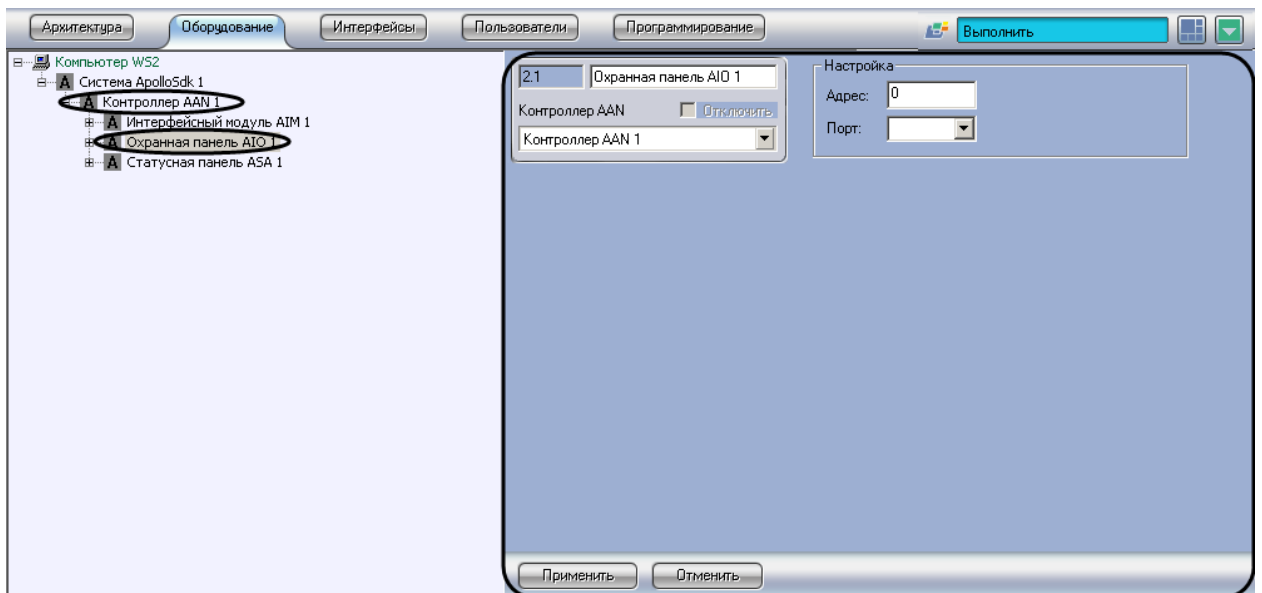 Архитектура Оборудование Интерфейсы Пользователи Программирование Выполнить
Компьютер WS2
A Система ApolloSdk 1
A Контроллер AAN 1
A Интерфейсный модуль AIM 1
A Охранная панель AIO 1
A Статусная панель ASA 1
2.1 Охранная панель AIO 1
Контроллер AAN Отключить
Контроллер AAN 1
Настройка
Адрес: 0
Порт:
Применить Отменить